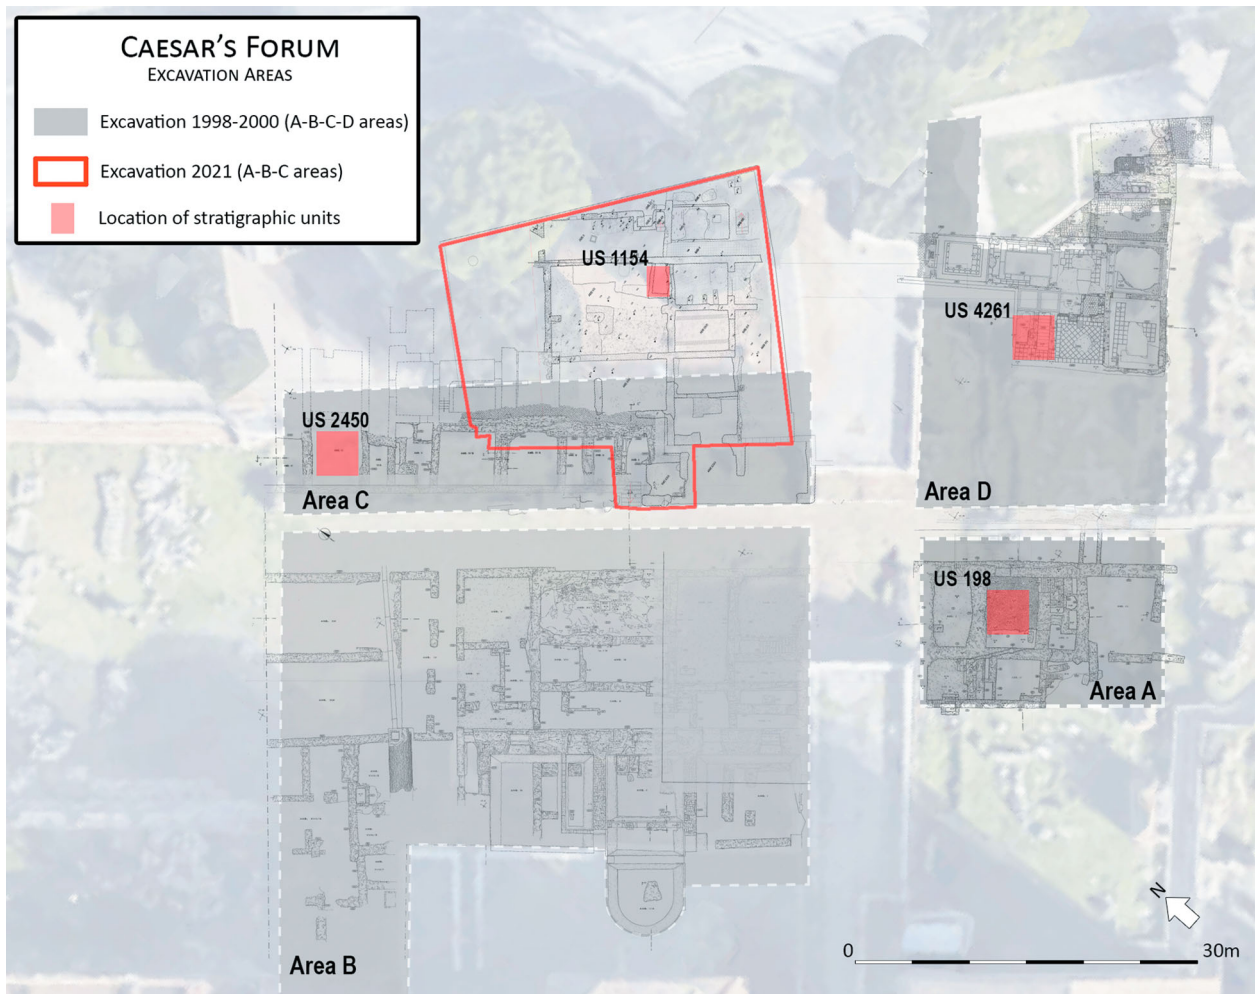 CAESAR'S FORUM
EXCAVATION AREAS
Excavation 1998-2000 (A-B-C-D areas)
Excavation 2021 (A-B-C areas)
Location of stratigraphic units
US 1154
US 4261
US 2450
Area C
Area D
US 198
Area A
N
0 30m
Area B